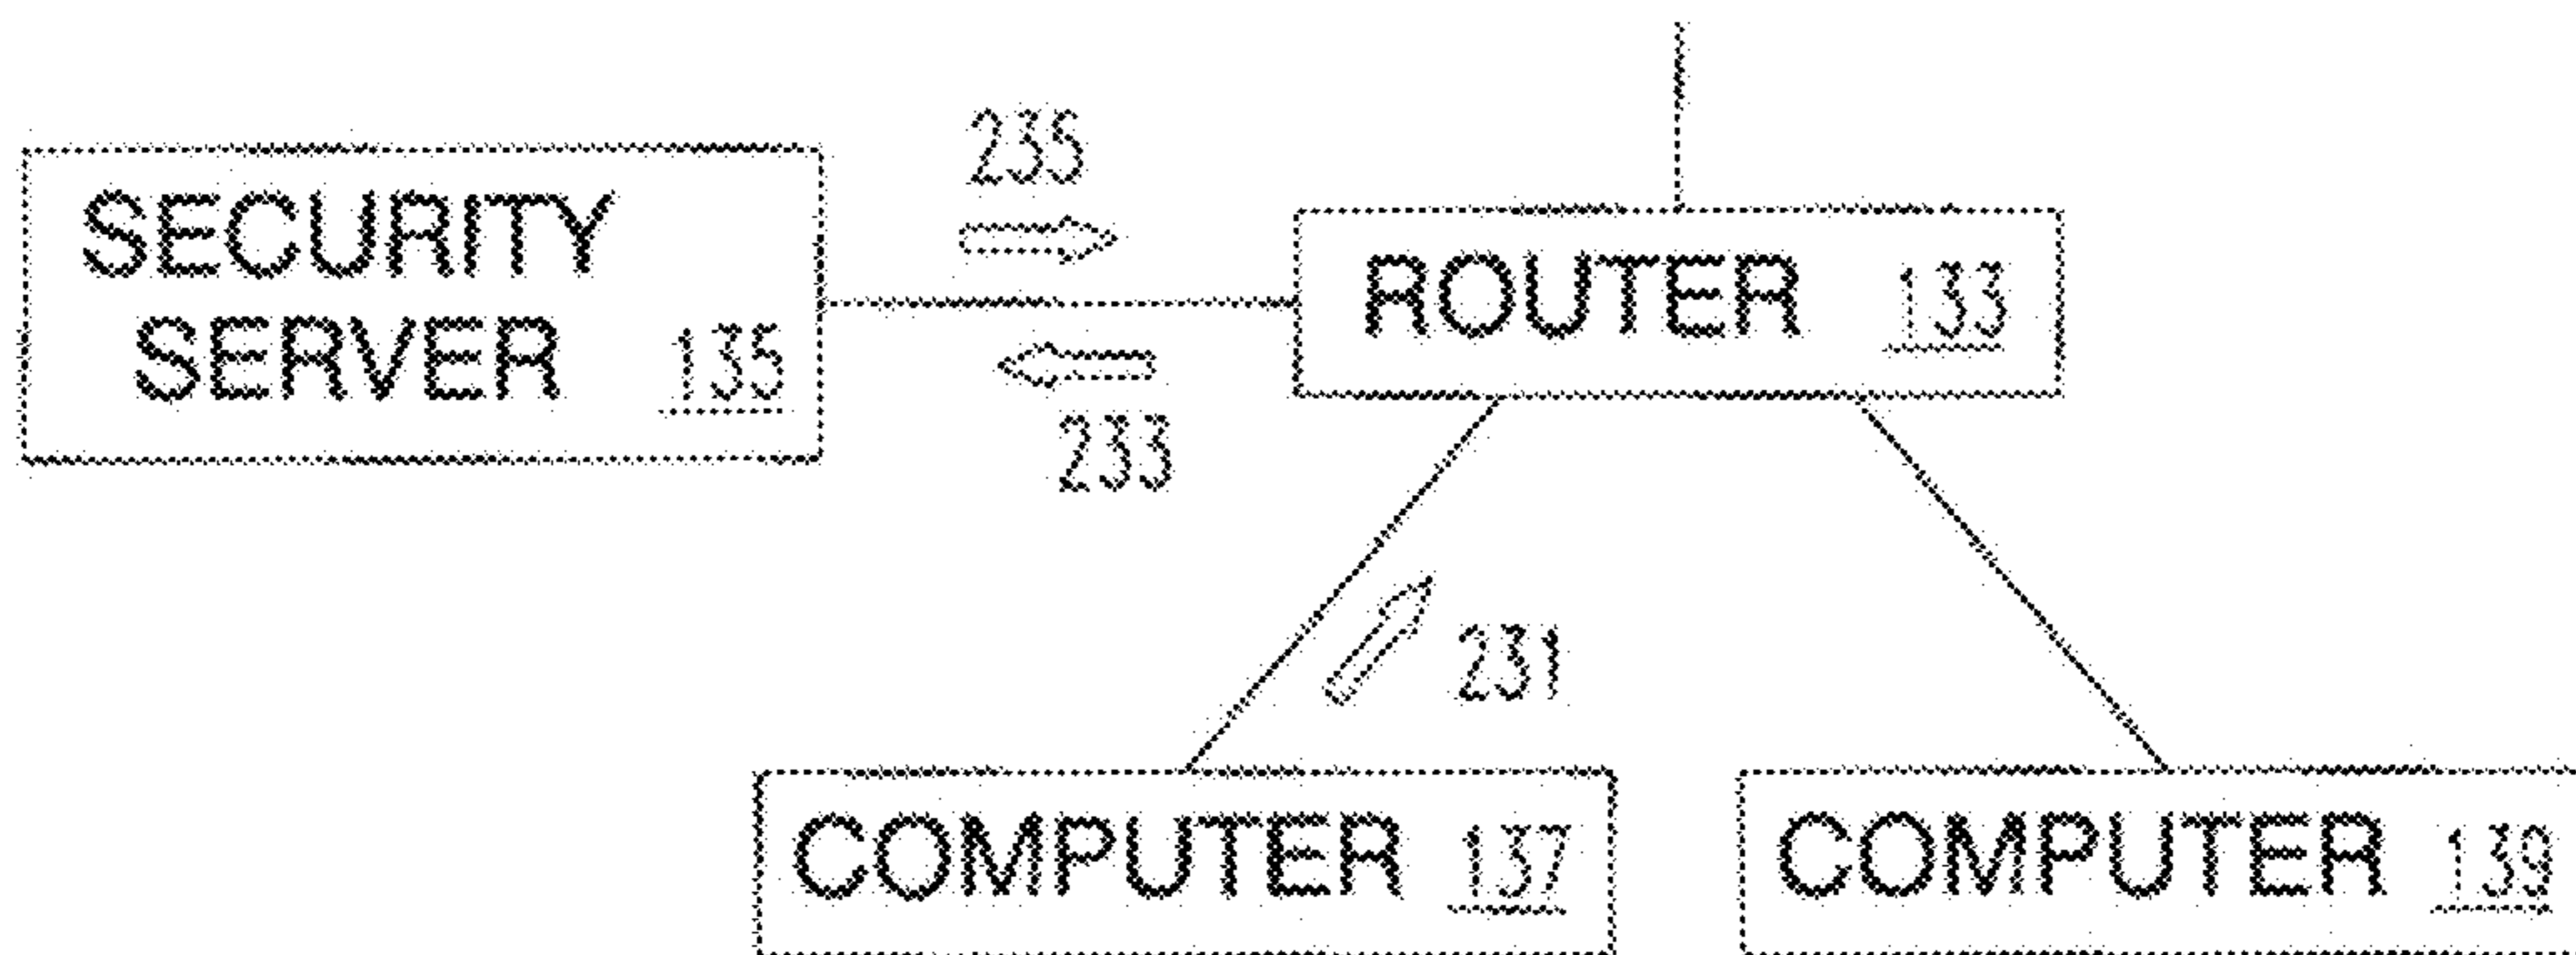 235
SECURITY
SERVER 135
ROUTER 133
233
231
COMPUTER 137
COMPUTER 139